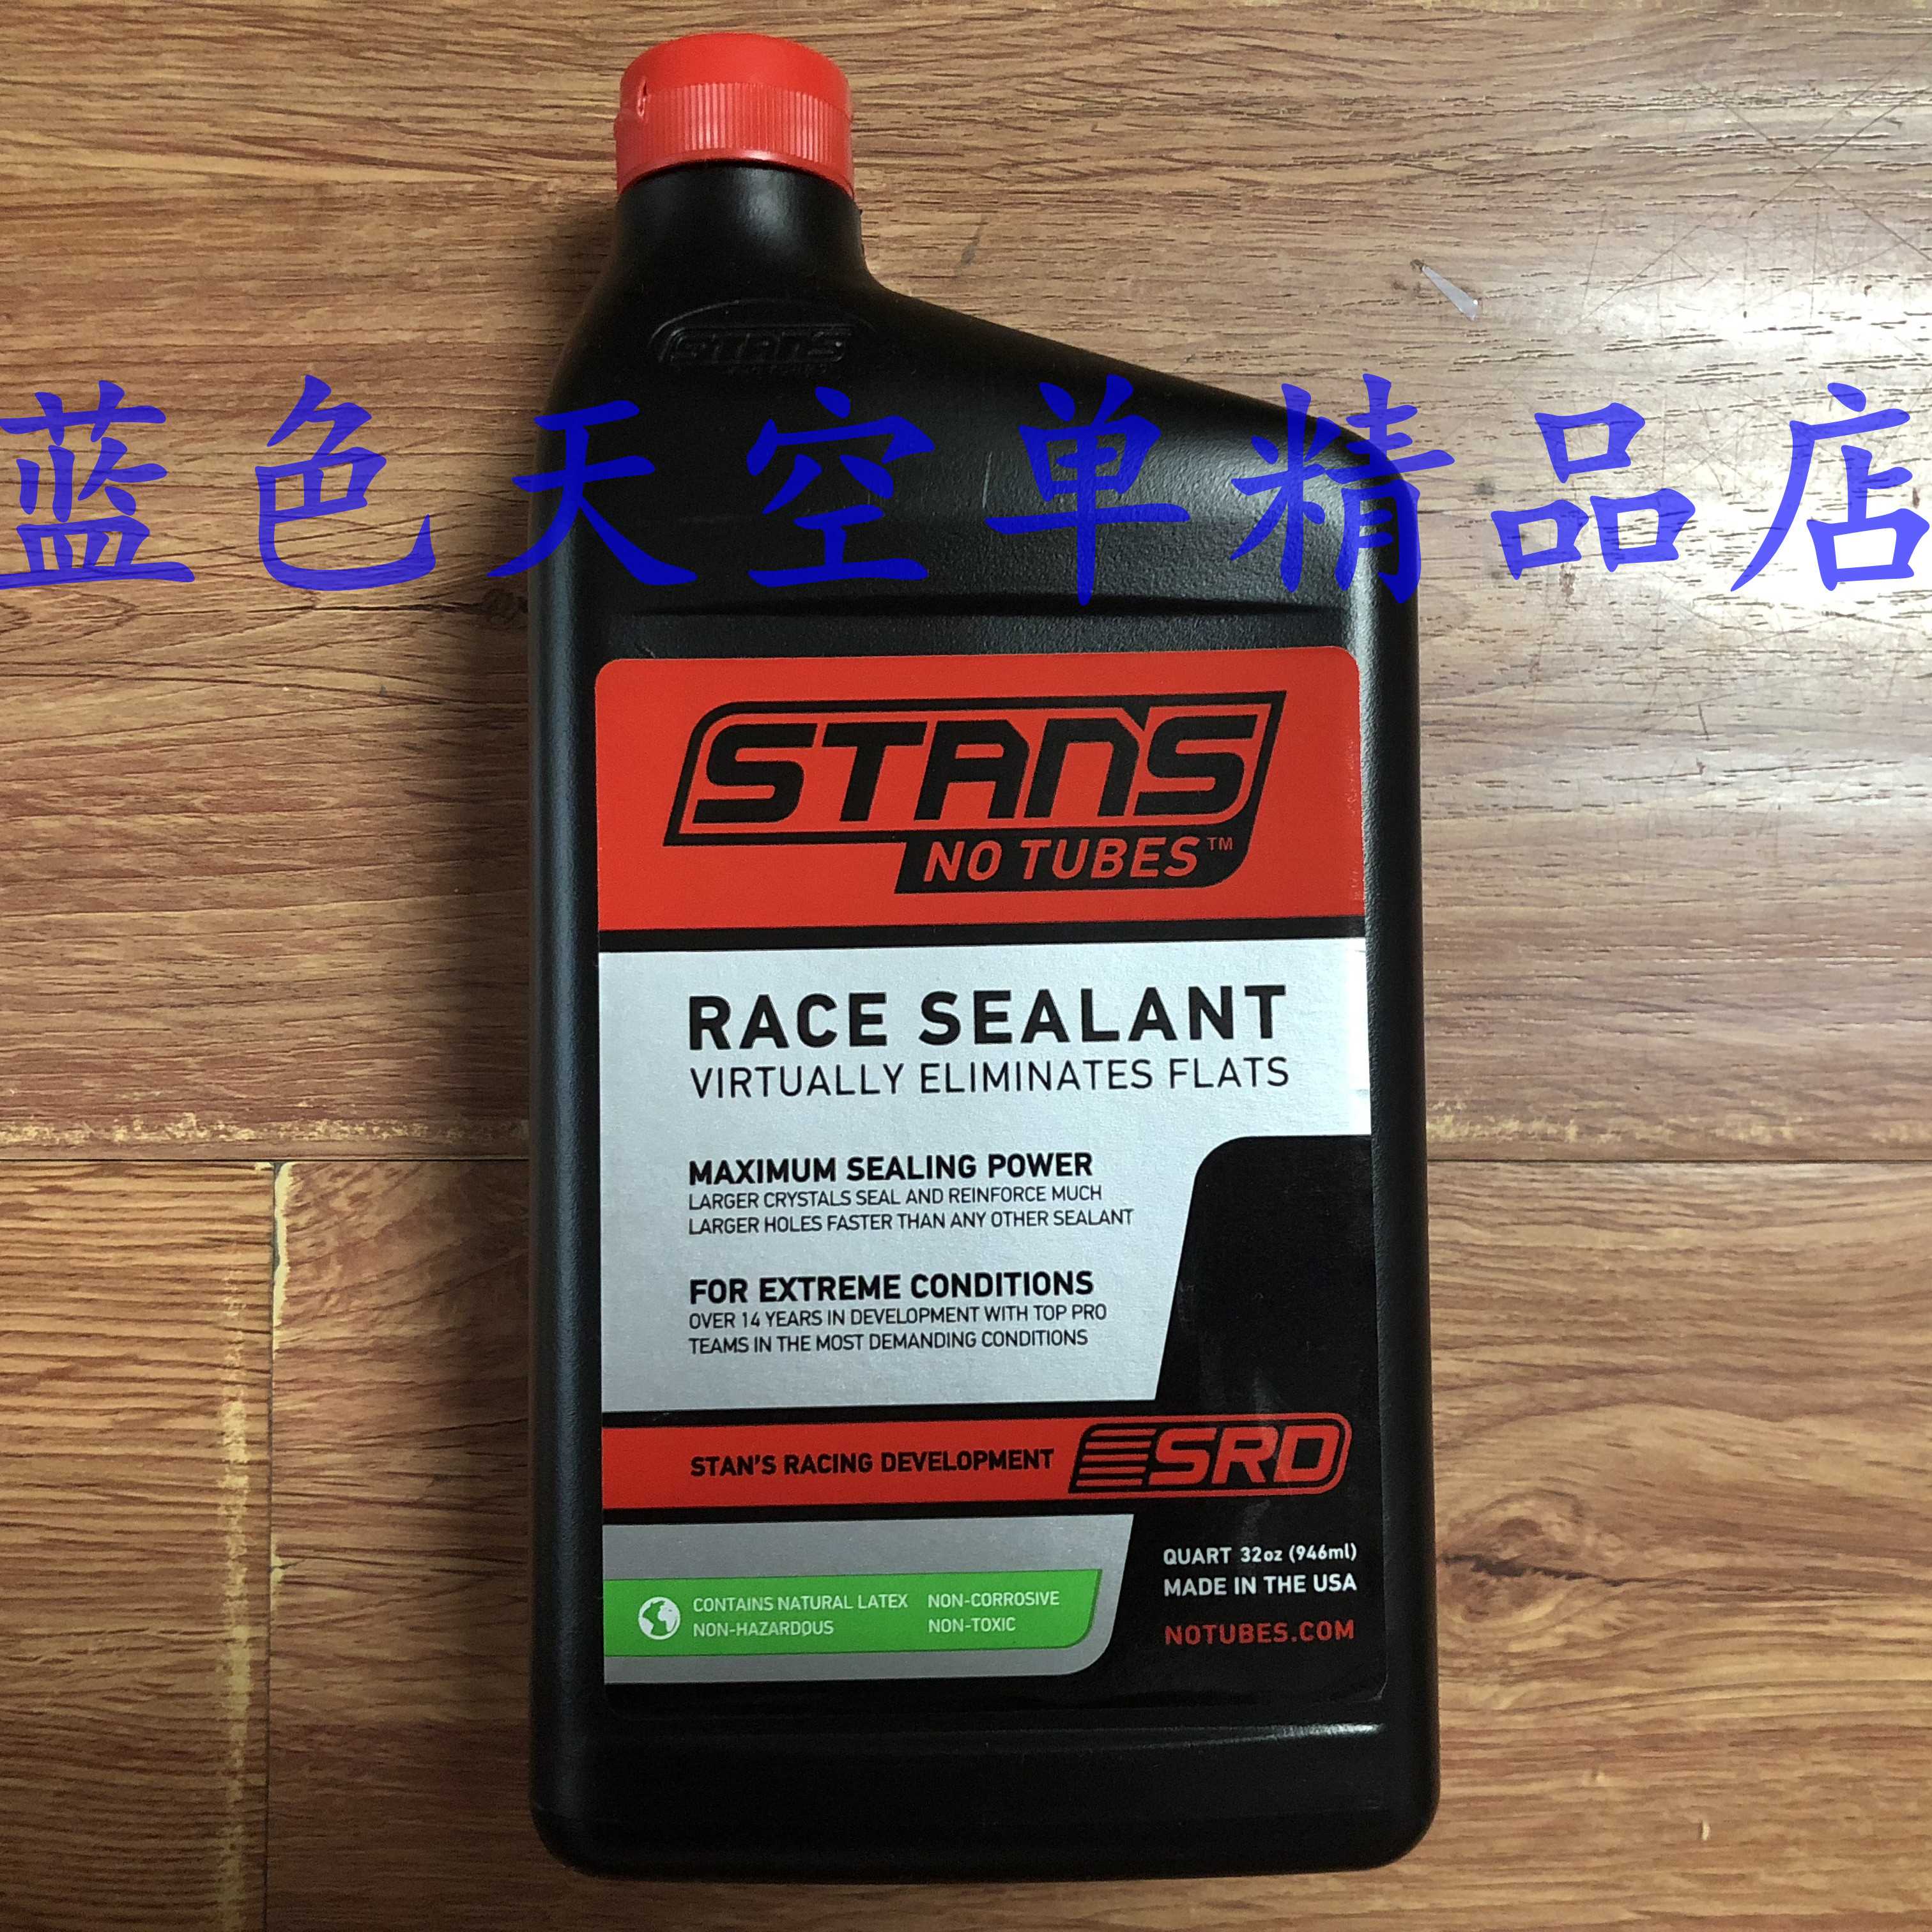 STANS
蓝色天空单精品店
STAN'S
NO TUBES™
RACE SEALANT
VIRTUALLY ELIMINATES FLATS
MAXIMUM SEALING POWER
LARGER CRYSTALS SEAL AND REINFORCE MUCH
LARGER HOLES FASTER THAN ANY OTHER SEALANT
FOR EXTREME CONDITIONS
OVER 14 YEARS IN DEVELOPMENT WITH TOP PRO
TEAMS IN THE MOST DEMANDING CONDITIONS
STAN'S RACING DEVELOPMENT SRD
QUART 32oz (946ml)
MADE IN THE USA
NOTUBES.COM
CONTAINS NATURAL LATEX NON-CORROSIVE
NON-HAZARDOUS NON-TOXIC